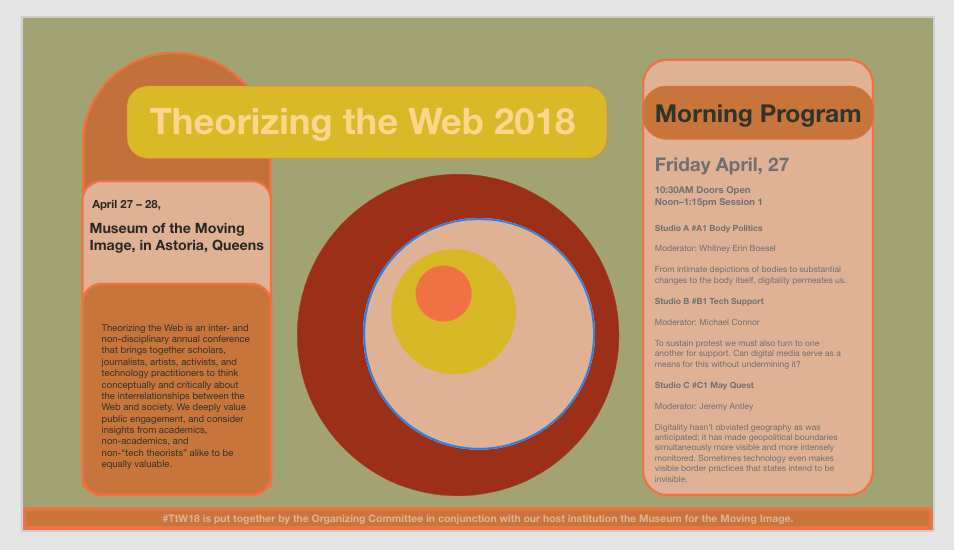 Theorizing the Web 2018
April 27 – 28,
Museum of the Moving
Image, in Astoria, Queens
Theorizing the Web is an inter- and
non-disciplinary annual conference
that brings together scholars,
journalists, artists, activists, and
technology practitioners to think
conceptually and critically about
the interrelationships between the
Web and society. We deeply value
public engagement, and consider
insights from academics,
non-academics, and
non-“tech theorists” alike to be
equally valuable.
Morning Program
Friday April, 27
10:30AM Doors Open
Noon–1:15pm Session 1
Studio A #A1 Body Politics
Moderator: Whitney Erin Boesel
From intimate depictions of bodies to substantial
changes to the body itself, digitality permeates us.
Studio B #B1 Tech Support
Moderator: Michael Connor
To sustain protest we must also turn to one
another for support. Can digital media serve as a
means for this without undermining it?
Studio C #C1 May Quest
Moderator: Jeremy Antley
Digitality hasn’t obviated geography as was
anticipated; it has made geopolitical boundaries
simultaneously more visible and more intensely
monitored. Sometimes technology even makes
visible border practices that states intend to be
invisible.
#TtW18 is put together by the Organizing Committee in conjunction with our host institution the Museum for the Moving Image.